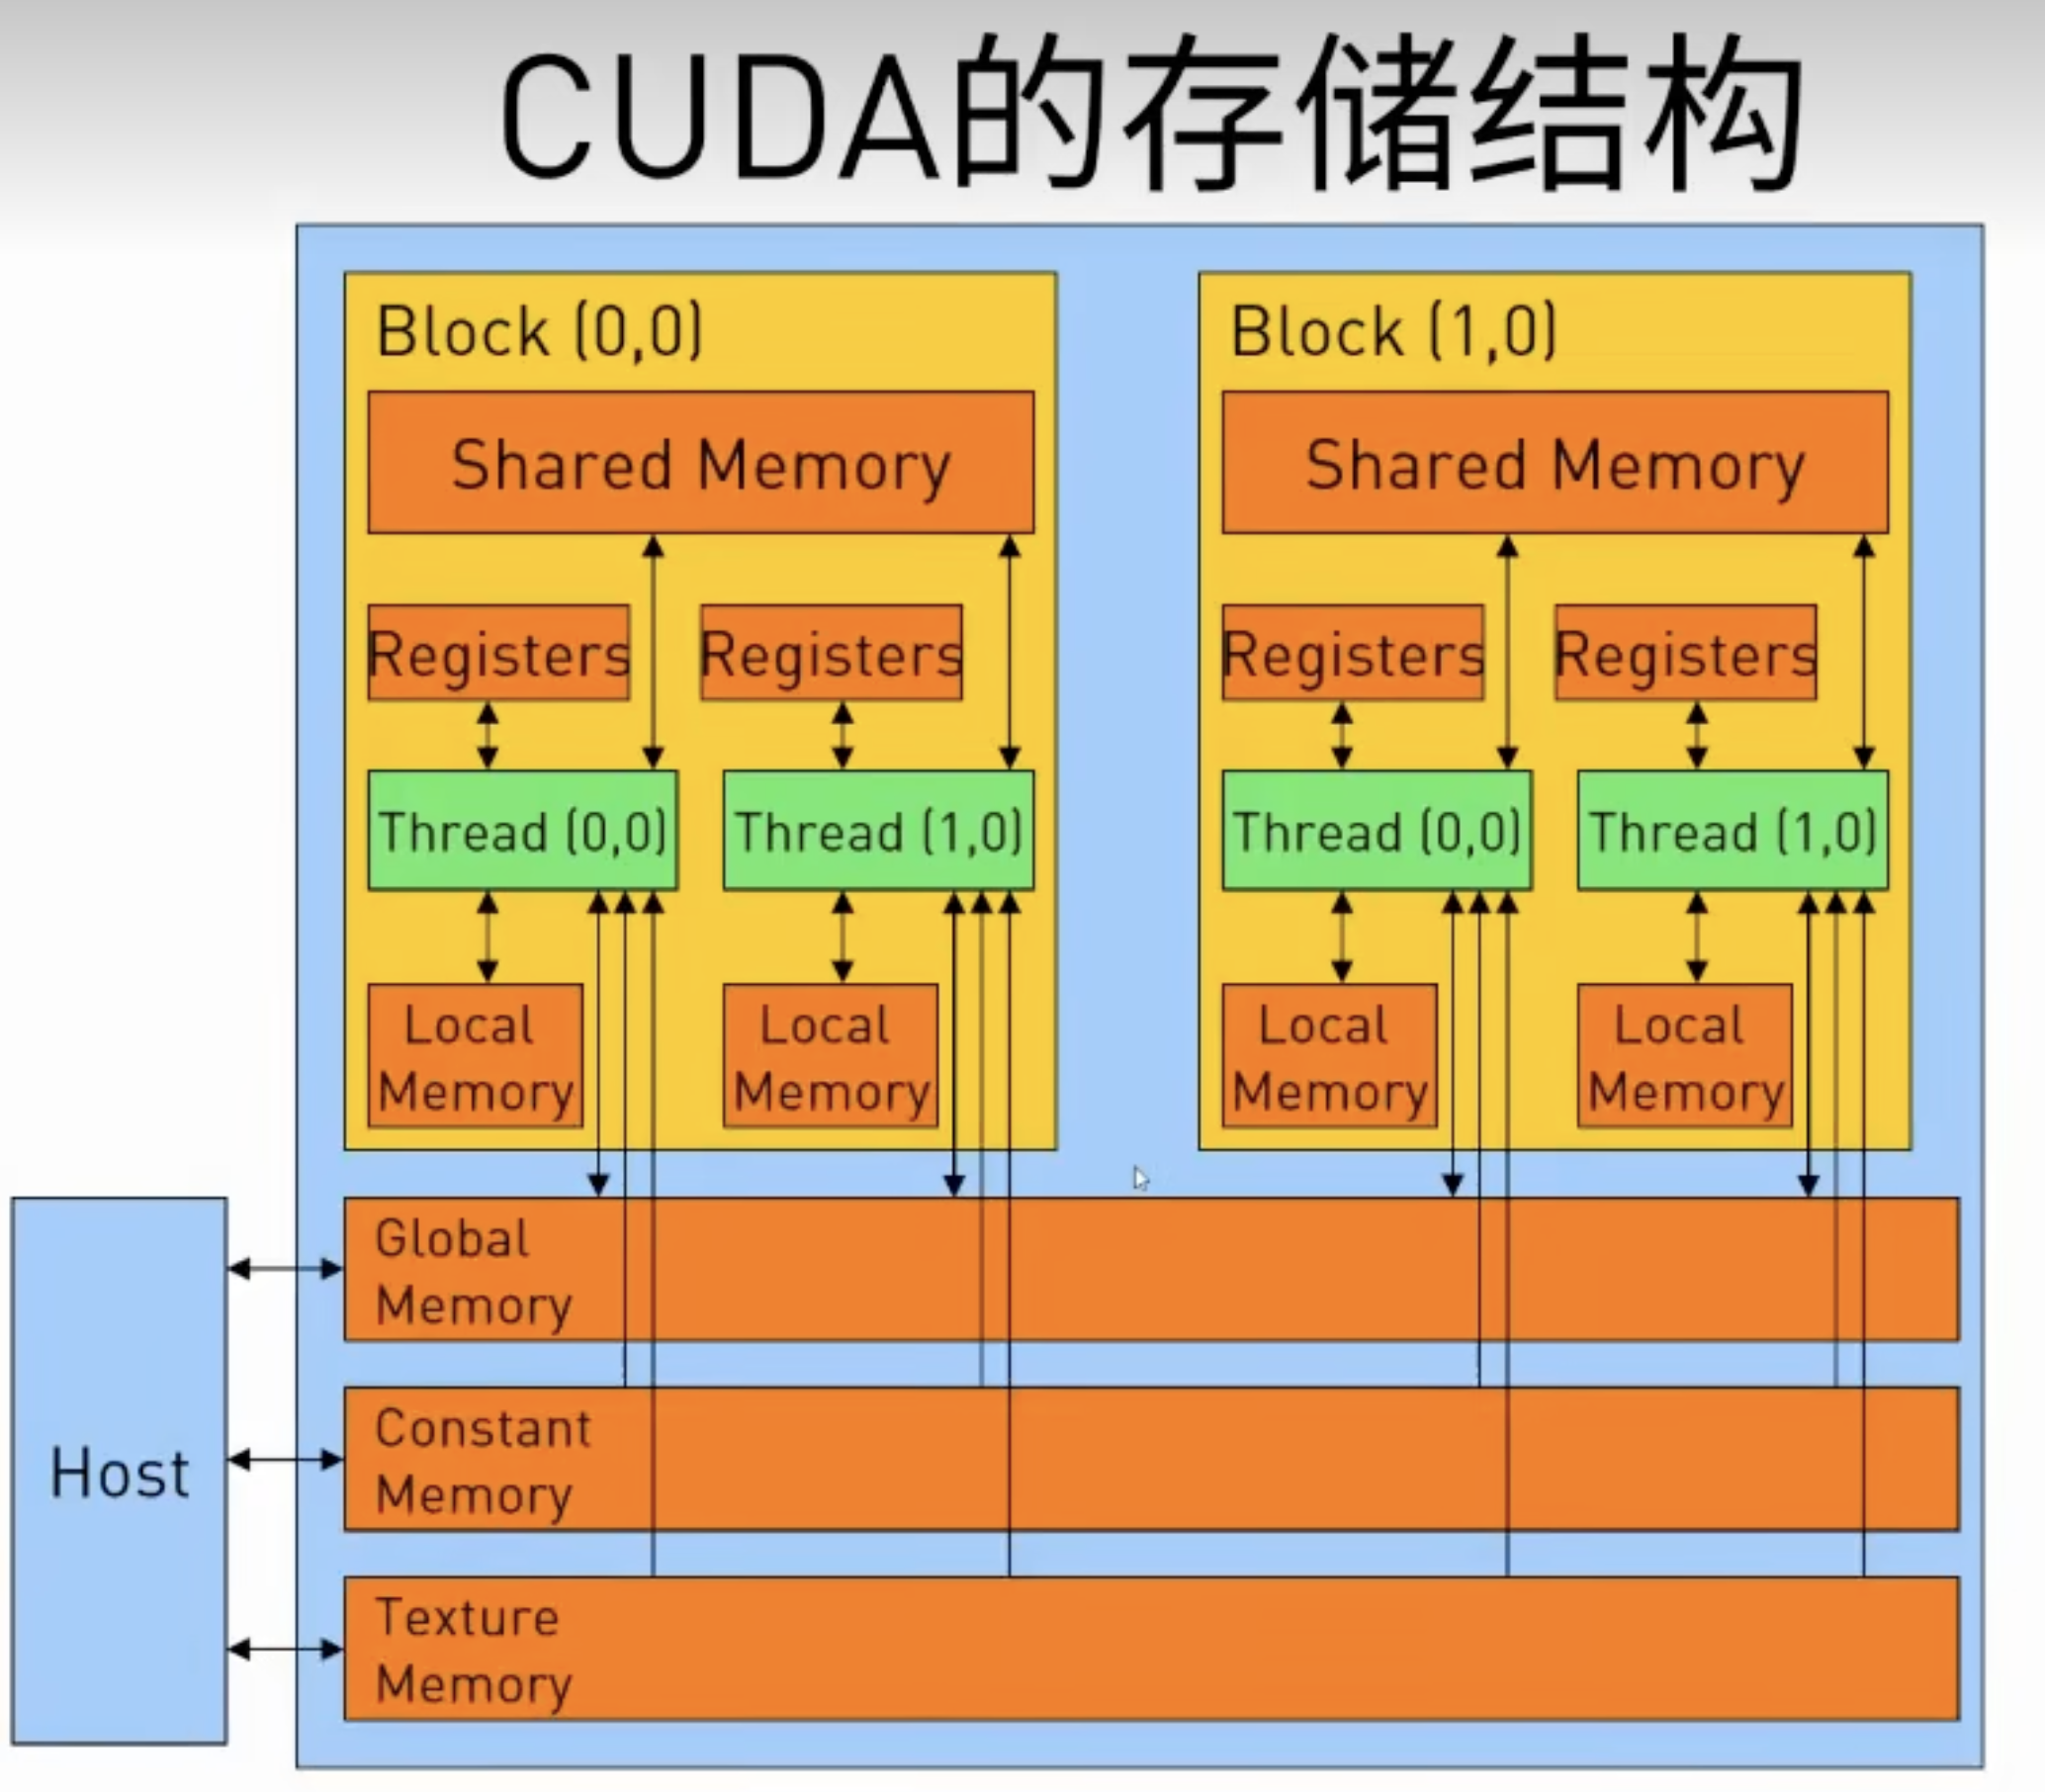 CUDA的存储结构
Block (0,0)
Shared Memory
Registers
Registers
Thread (0,0)
Thread (1,0)
Local
Memory
Local
Memory
Block (1,0)
Shared Memory
Registers
Registers
Thread (0,0)
Thread (1,0)
Local
Memory
Local
Memory
Host
Global
Memory
Constant
Memory
Texture
Memory